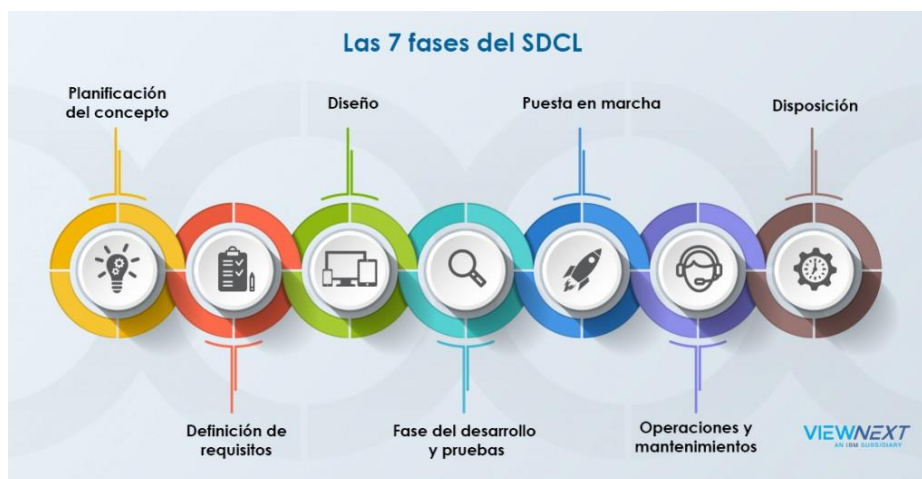 Las 7 fases del SDCL
Planificación
del concepto
Diseño
Puesta en marcha
Disposición
Definición de
requisitos
Fase del desarrollo
y pruebas
Operaciones y
mantenimientos
VIEWNEXT
AN IBM SUBSIDIARY